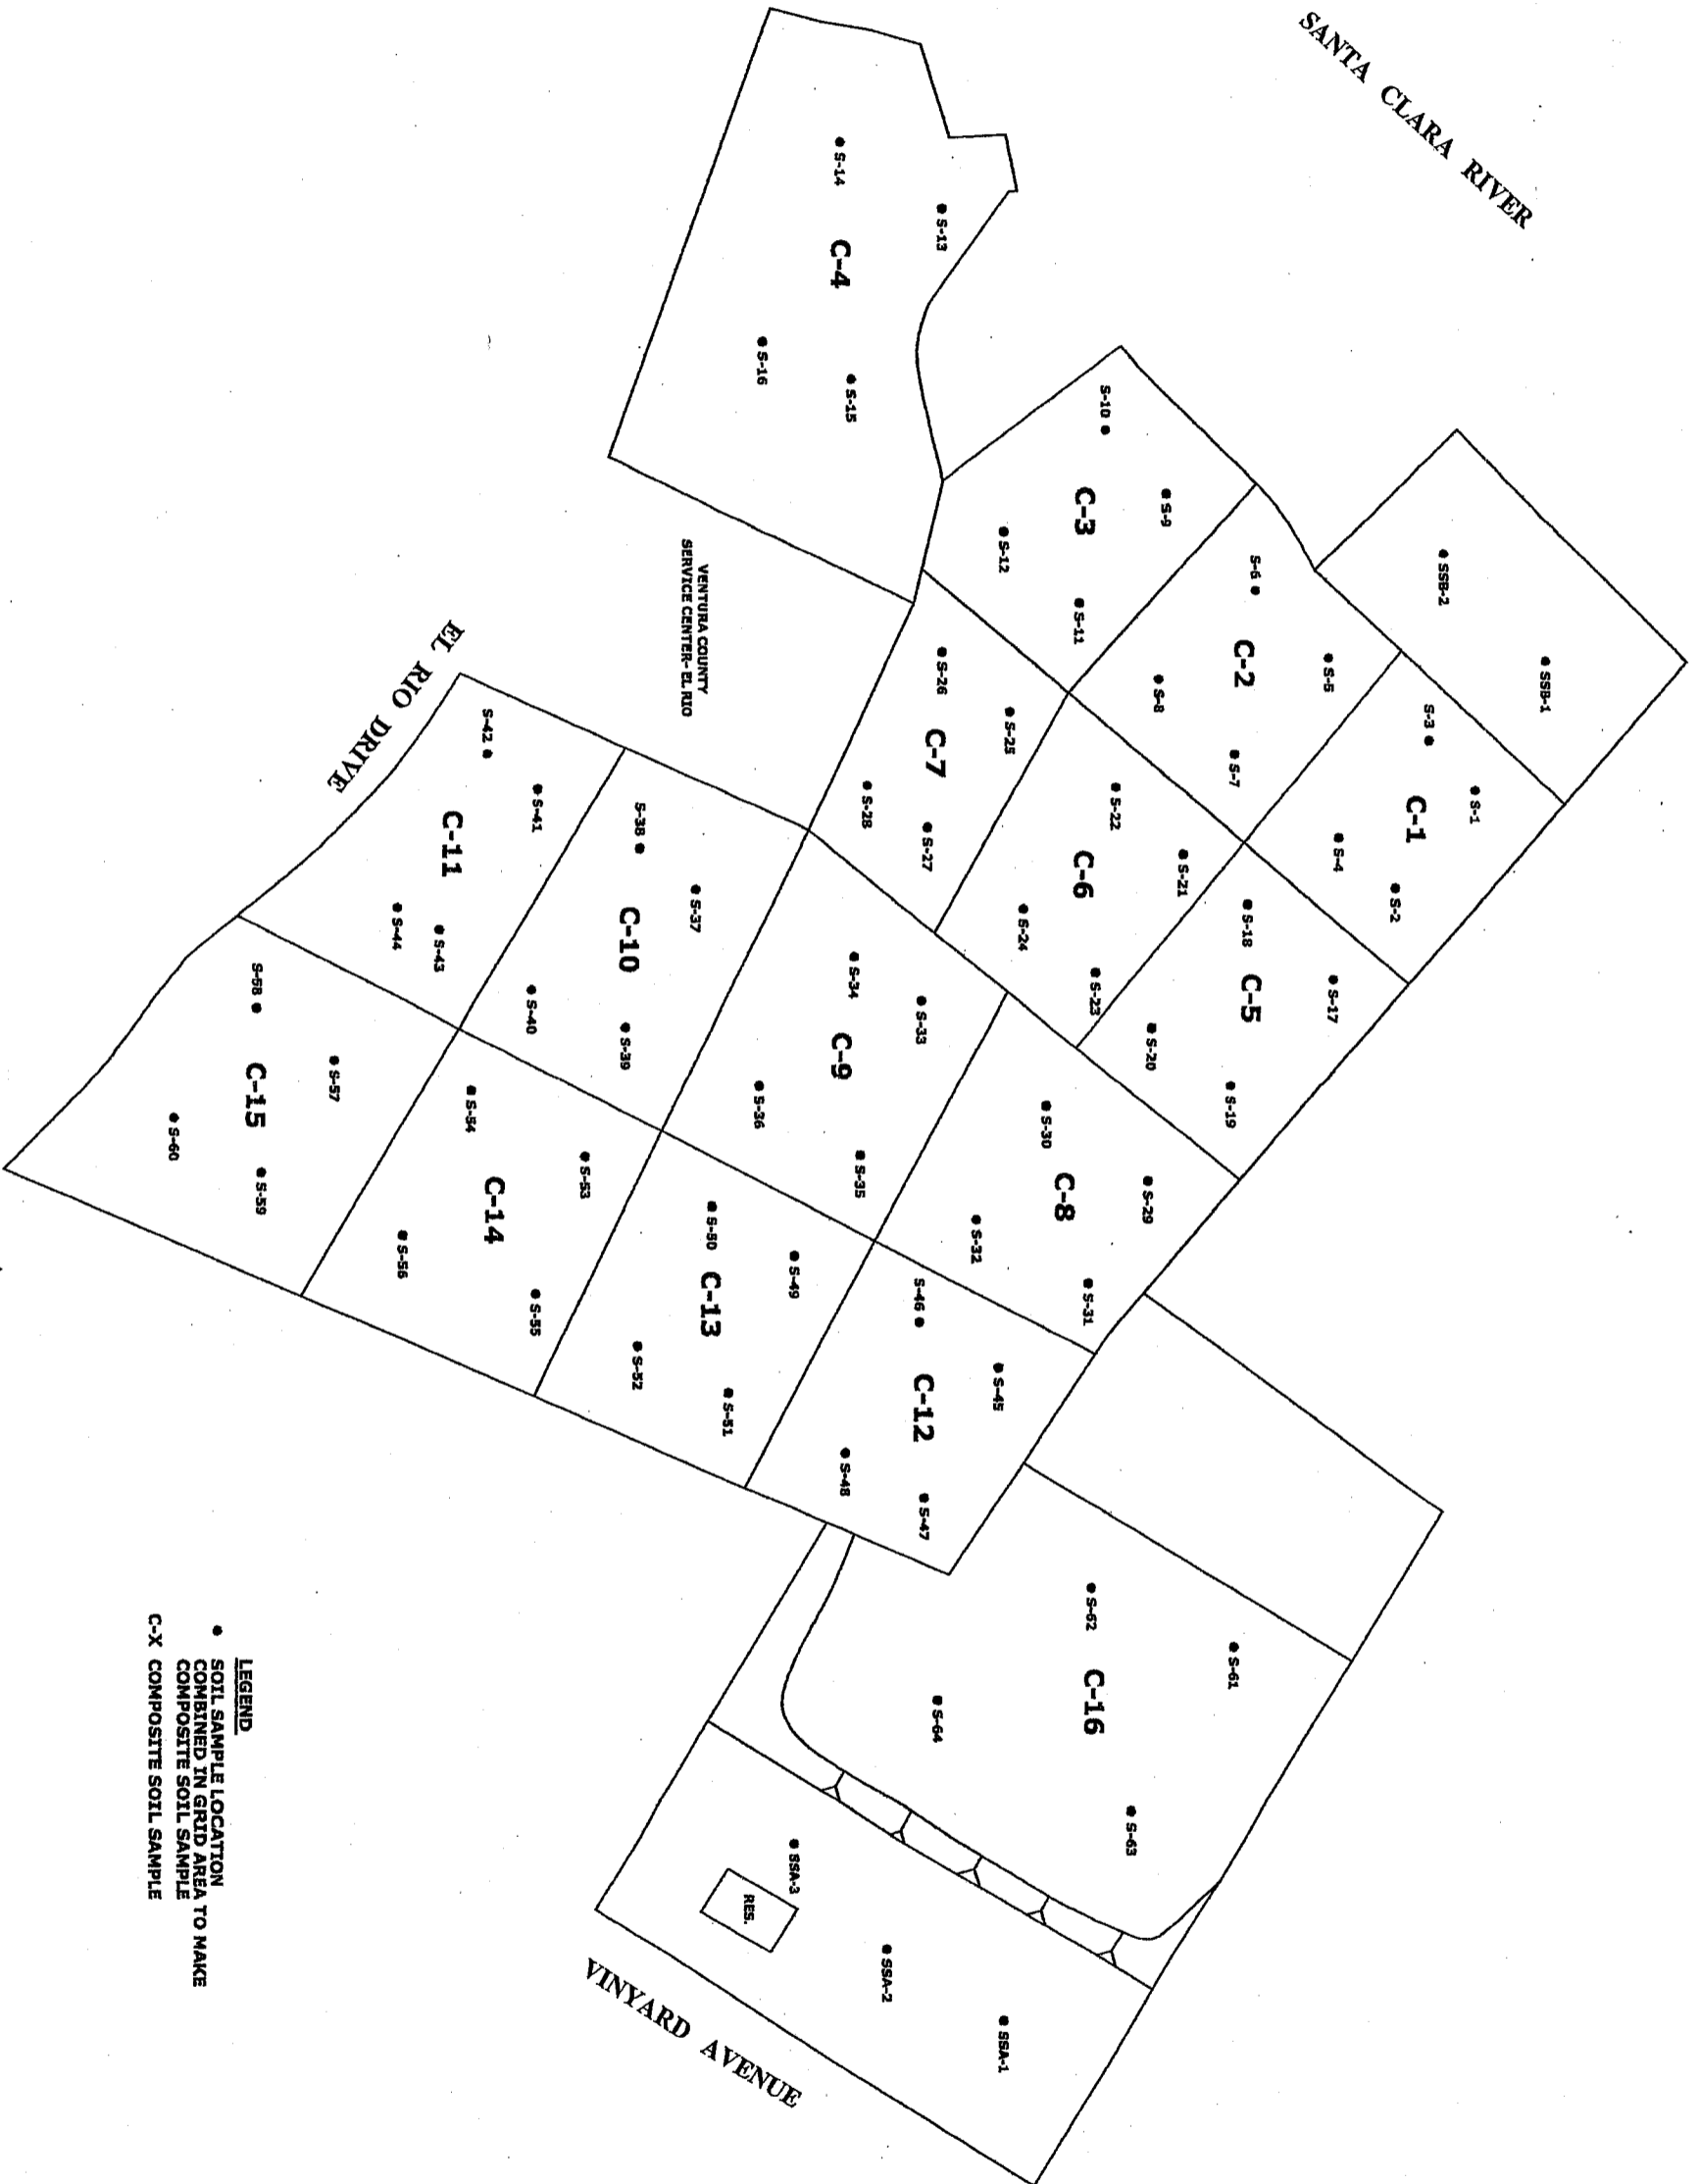 SANTA CLARA RIVER
SSB-1
SSB-2
S-1
S-3
C-1
S-2
S-4
S-5
S-6
C-2
S-7
S-8
S-9
S-10
C-3
S-11
S-12
S-13
S-14
C-4
S-15
S-16
S-17
S-18
C-5
S-19
S-20
S-21
S-22
C-6
S-23
S-24
S-25
S-26
C-7
S-27
S-28
S-29
S-30
C-8
S-31
S-32
S-33
S-34
C-9
S-35
S-36
VENTURA COUNTY
SERVICE CENTER-EL RIO
S-37
S-38
C-10
S-39
S-40
S-41
S-42
C-11
S-43
S-44
EL RIO DRIVE
S-45
S-46
C-12
S-47
S-48
S-49
S-50
C-13
S-51
S-52
S-53
S-54
C-14
S-55
S-56
S-57
S-58
C-15
S-59
S-60
S-61
S-62
C-16
S-63
S-64
SSA-3
RES.
SSA-2
SSA-1
VINYARD AVENUE
LEGEND
SOIL SAMPLE LOCATION
COMBINED IN GRID AREA TO MAKE
COMPOSITE SOIL SAMPLE
C-X COMPOSITE SOIL SAMPLE